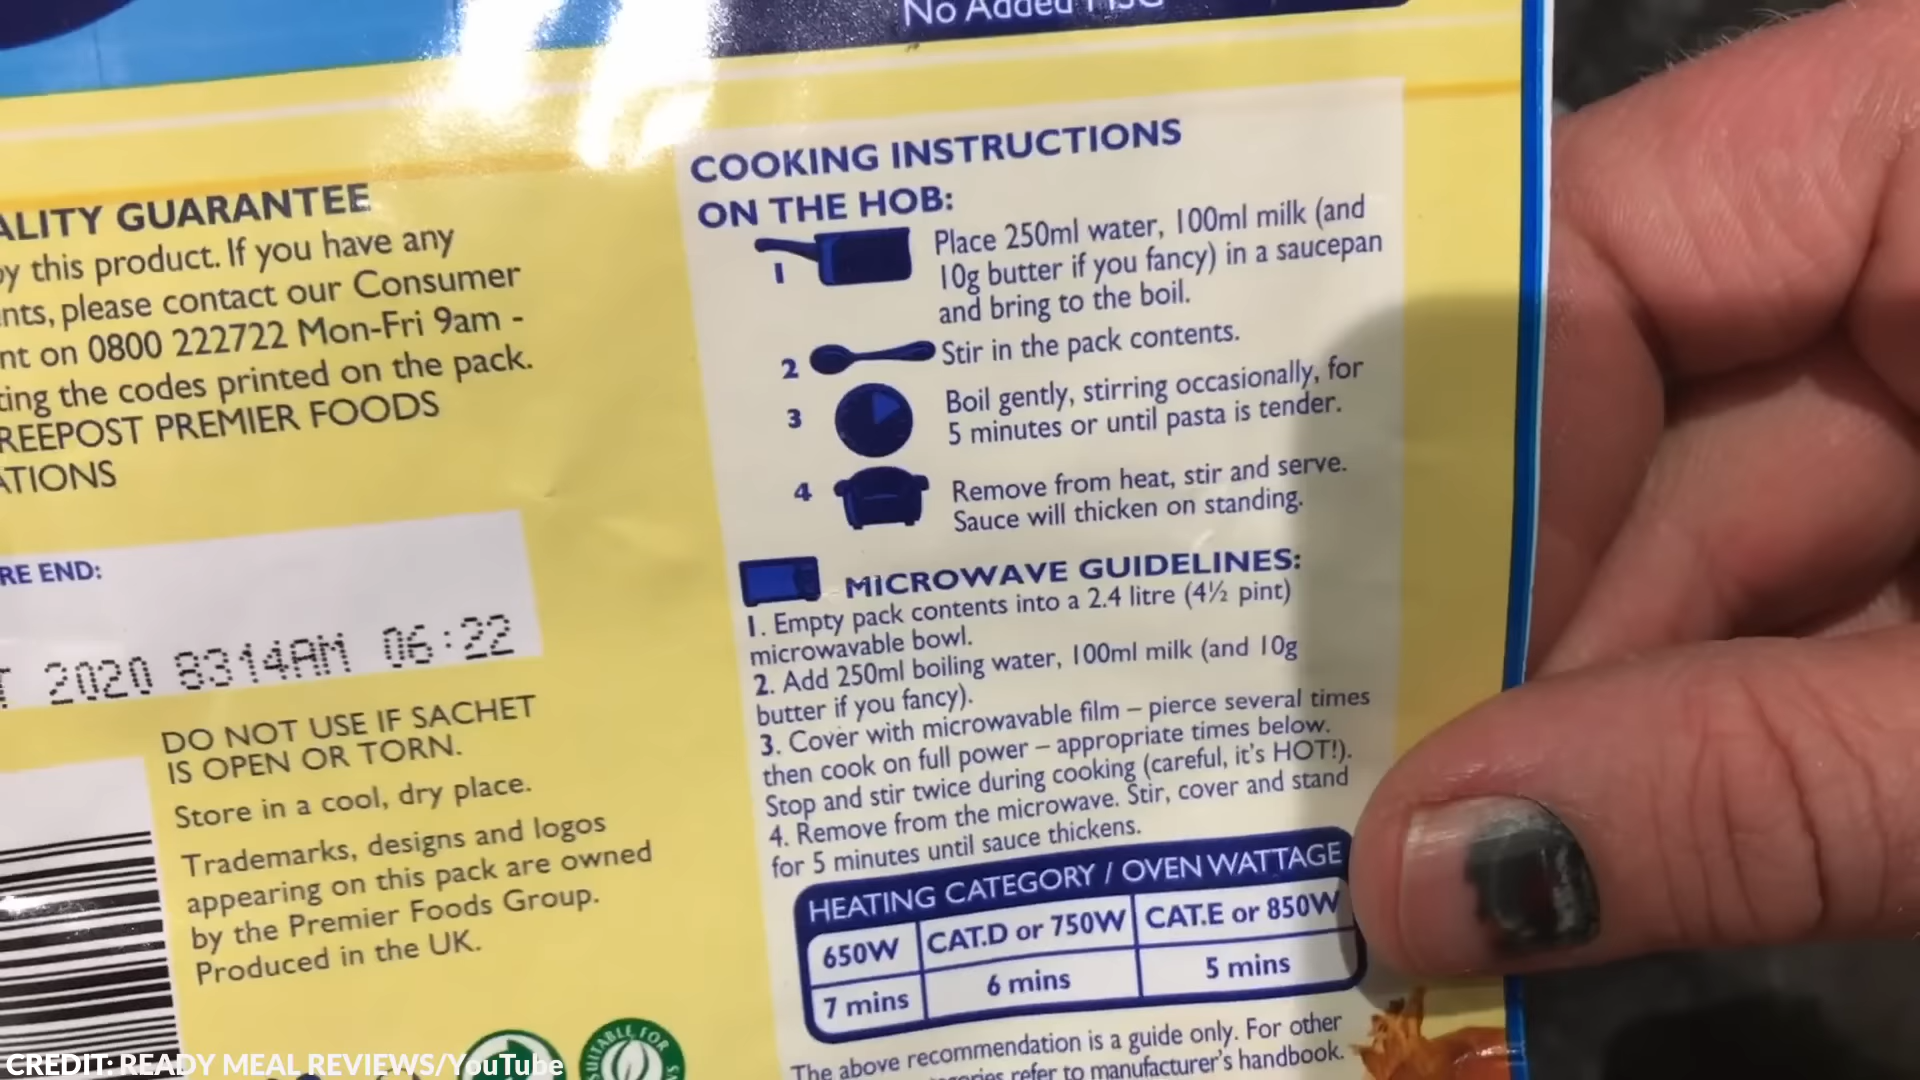 No Added MSG
ALITY GUARANTEE
by this product. If you have any
nts, please contact our Consumer
nt on 0800 222722 Mon-Fri 9am -
ting the codes printed on the pack.
REEPOST PREMIER FOODS
ATIONS
RE END:
T 2020 8314AM 06:22
DO NOT USE IF SACHET
IS OPEN OR TORN.
Store in a cool, dry place.
Trademarks, designs and logos
appearing on this pack are owned
by the Premier Foods Group.
Produced in the UK.
SUITABLE FOR
COOKING INSTRUCTIONS
ON THE HOB:
1 Place 250ml water, 100ml milk (and
10g butter if you fancy) in a saucepan
and bring to the boil.
2 Stir in the pack contents.
3 Boil gently, stirring occasionally, for
5 minutes or until pasta is tender.
4 Remove from heat, stir and serve.
Sauce will thicken on standing.
MICROWAVE GUIDELINES:
1. Empty pack contents into a 2.4 litre (4½ pint)
microwavable bowl.
2. Add 250ml boiling water, 100ml milk (and 10g
butter if you fancy).
3. Cover with microwavable film – pierce several times
then cook on full power – appropriate times below.
Stop and stir twice during cooking (careful, it's HOT!).
4. Remove from the microwave. Stir, cover and stand
for 5 minutes until sauce thickens.
HEATING CATEGORY / OVEN WATTAGE
650W CAT.D or 750W CAT.E or 850W
7 mins 6 mins 5 mins
The above recommendation is a guide only. For other
ories refer to manufacturer's handbook.
CREDIT: READY MEAL REVIEWS/YouTube